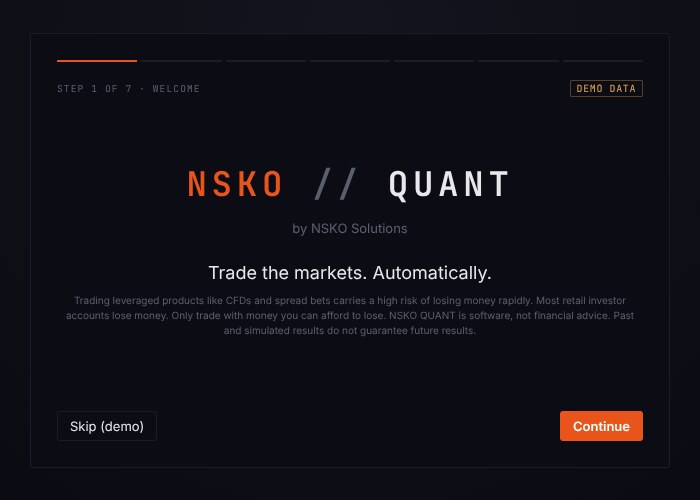 STEP 1 OF 7 · WELCOME
DEMO DATA
NSKO // QUANT
by NSKO Solutions
Trade the markets. Automatically.
Trading leveraged products like CFDs and spread bets carries a high risk of losing money rapidly. Most retail investor
accounts lose money. Only trade with money you can afford to lose. NSKO QUANT is software, not financial advice. Past
and simulated results do not guarantee future results.
Skip (demo)
Continue